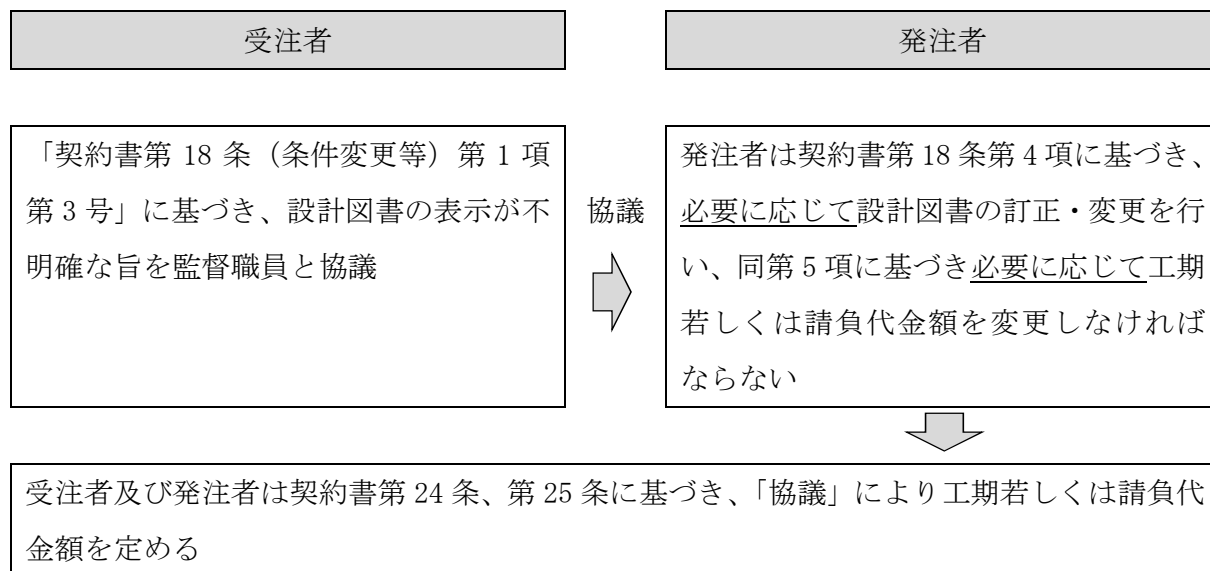 受注者
発注者
「契約書第 18 条（条件変更等）第 1 項
第 3 号」に基づき、設計図書の表示が不
明確な旨を監督職員と協議
協議
発注者は契約書第 18 条第 4 項に基づき、
必要に応じて設計図書の訂正・変更を行
い、同第 5 項に基づき必要に応じて工期
若しくは請負代金額を変更しなければ
ならない
受注者及び発注者は契約書第 24 条、第 25 条に基づき、「協議」により工期若しくは請負代
金額を定める